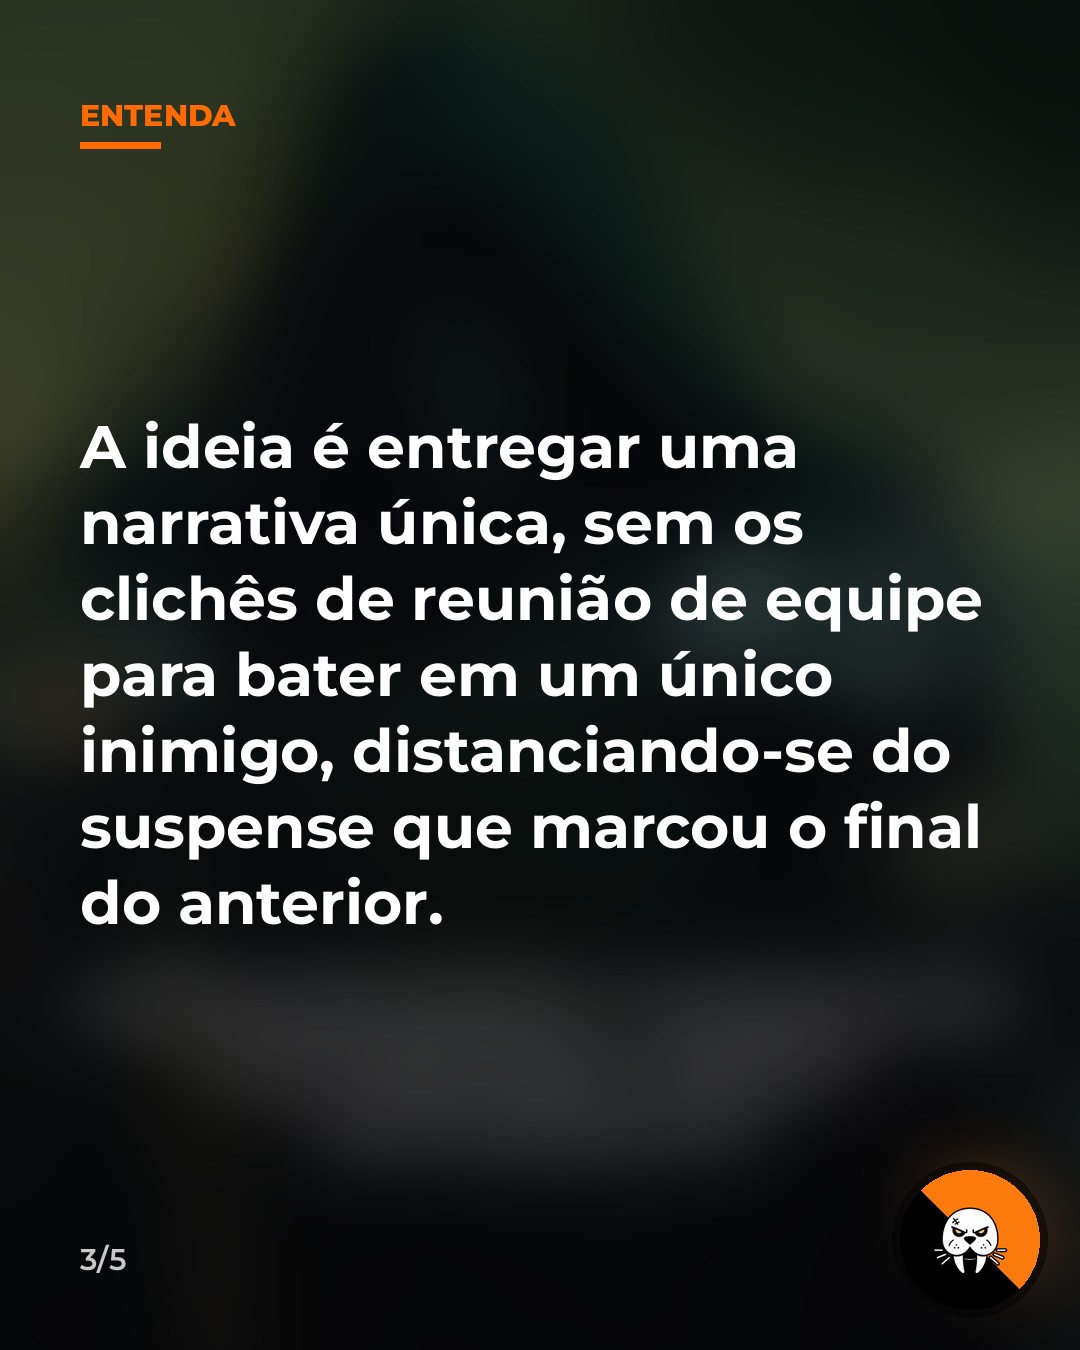 ENTENDA
A ideia é entregar uma
narrativa única, sem os
clichês de reunião de equipe
para bater em um único
inimigo, distanciando-se do
suspense que marcou o final
do anterior.
3/5